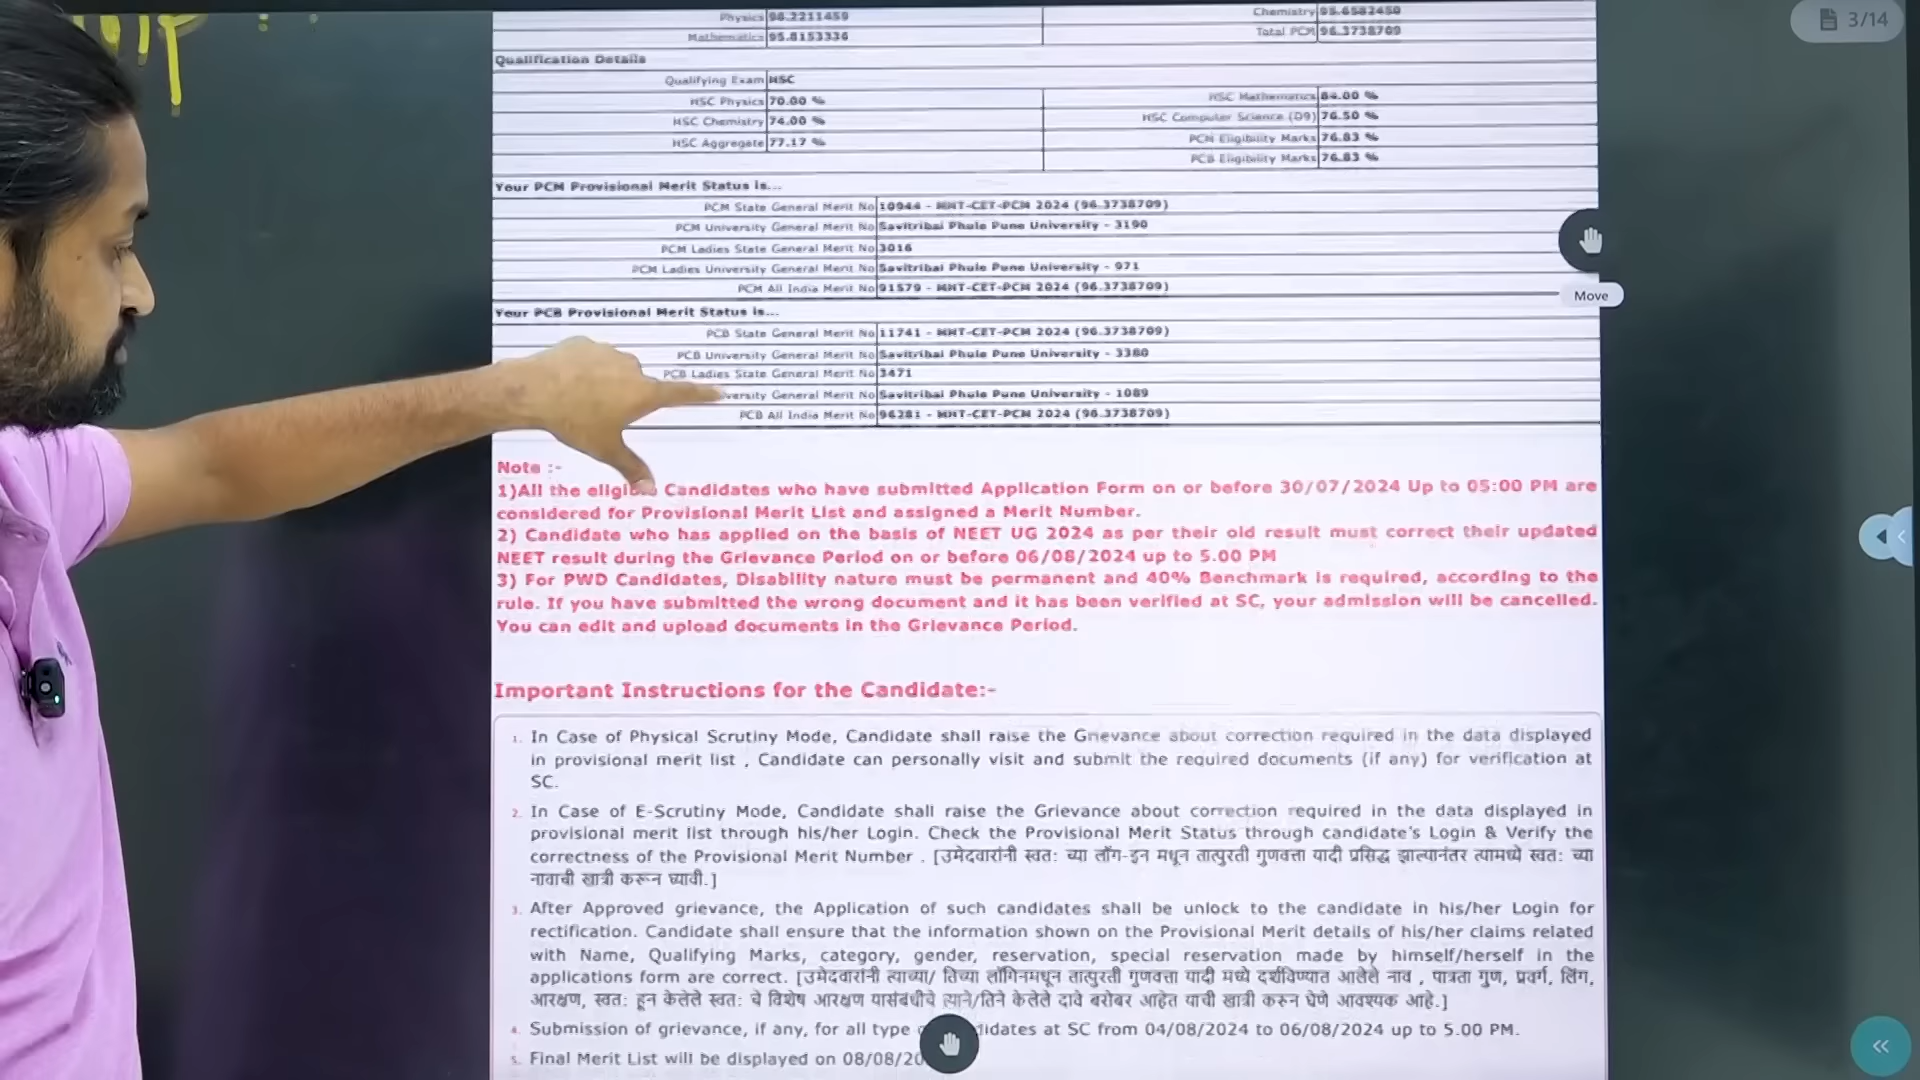 3/14
Physics 98.2211459
Chemistry 95.6582450
Mathematics 95.8153336
Total PCM 96.3738709
Qualification Details
Qualifying Exam HSC
HSC Physics 70.00 %
HSC Mathematics 84.00 %
HSC Chemistry 74.00 %
HSC Computer Science (D9) 76.50 %
HSC Aggregate 77.17 %
PCM Eligibility Marks 76.83 %
PCB Eligibility Marks 76.83 %
Your PCM Provisional Merit Status is...
PCM State General Merit No 10944 - MHT-CET-PCM 2024 (96.3738709)
PCM University General Merit No Savitribai Phule Pune University - 3190
PCM Ladies State General Merit No 3016
PCM Ladies University General Merit No Savitribai Phule Pune University - 971
PCM All India Merit No 91579 - MHT-CET-PCM 2024 (96.3738709)
Move
Your PCB Provisional Merit Status is...
PCB State General Merit No 11741 - MHT-CET-PCM 2024 (96.3738709)
PCB University General Merit No Savitribai Phule Pune University - 3380
PCB Ladies State General Merit No 3471
versity General Merit No Savitribai Phule Pune University - 1089
PCB All India Merit No 96281 - MHT-CET-PCM 2024 (96.3738709)
Note :-
1)All the eligible Candidates who have submitted Application Form on or before 30/07/2024 Up to 05:00 PM are
considered for Provisional Merit List and assigned a Merit Number.
2) Candidate who has applied on the basis of NEET UG 2024 as per their old result must correct their updated
NEET result during the Grievance Period on or before 06/08/2024 up to 5.00 PM
3) For PWD Candidates, Disability nature must be permanent and 40% Benchmark is required, according to the
rule. If you have submitted the wrong document and it has been verified at SC, your admission will be cancelled.
You can edit and upload documents in the Grievance Period.
Important Instructions for the Candidate:-
1. In Case of Physical Scrutiny Mode, Candidate shall raise the Grievance about correction required in the data displayed
in provisional merit list , Candidate can personally visit and submit the required documents (if any) for verification at
SC.
2. In Case of E-Scrutiny Mode, Candidate shall raise the Grievance about correction required in the data displayed in
provisional merit list through his/her Login. Check the Provisional Merit Status through candidate's Login & Verify the
correctness of the Provisional Merit Number . [उमेदवारांनी स्वत: च्या लॉग-इन मधून तात्पुरती गुणवत्ता यादी प्रसिद्ध झाल्यानंतर त्यामध्ये स्वत: च्या
नावाची खात्री करून घ्यावी.]
3. After Approved grievance, the Application of such candidates shall be unlock to the candidate in his/her Login for
rectification. Candidate shall ensure that the information shown on the Provisional Merit details of his/her claims related
with Name, Qualifying Marks, category, gender, reservation, special reservation made by himself/herself in the
applications form are correct. [उमेदवारांनी त्याच्या/ तिच्या लॉगिनमधून तात्पुरती गुणवत्ता यादी मध्ये दर्शविण्यात आलेले नाव , पात्रता गुण, प्रवर्ग, लिंग,
आरक्षण, स्वत: हून केलेले स्वत: चे विशेष आरक्षण यासंबंधीचे त्याने/तिने केलेले दावे बरोबर आहेत याची खात्री करून घेणे आवश्यक आहे.]
4. Submission of grievance, if any, for all type didates at SC from 04/08/2024 to 06/08/2024 up to 5.00 PM.
5. Final Merit List will be displayed on 08/08/20